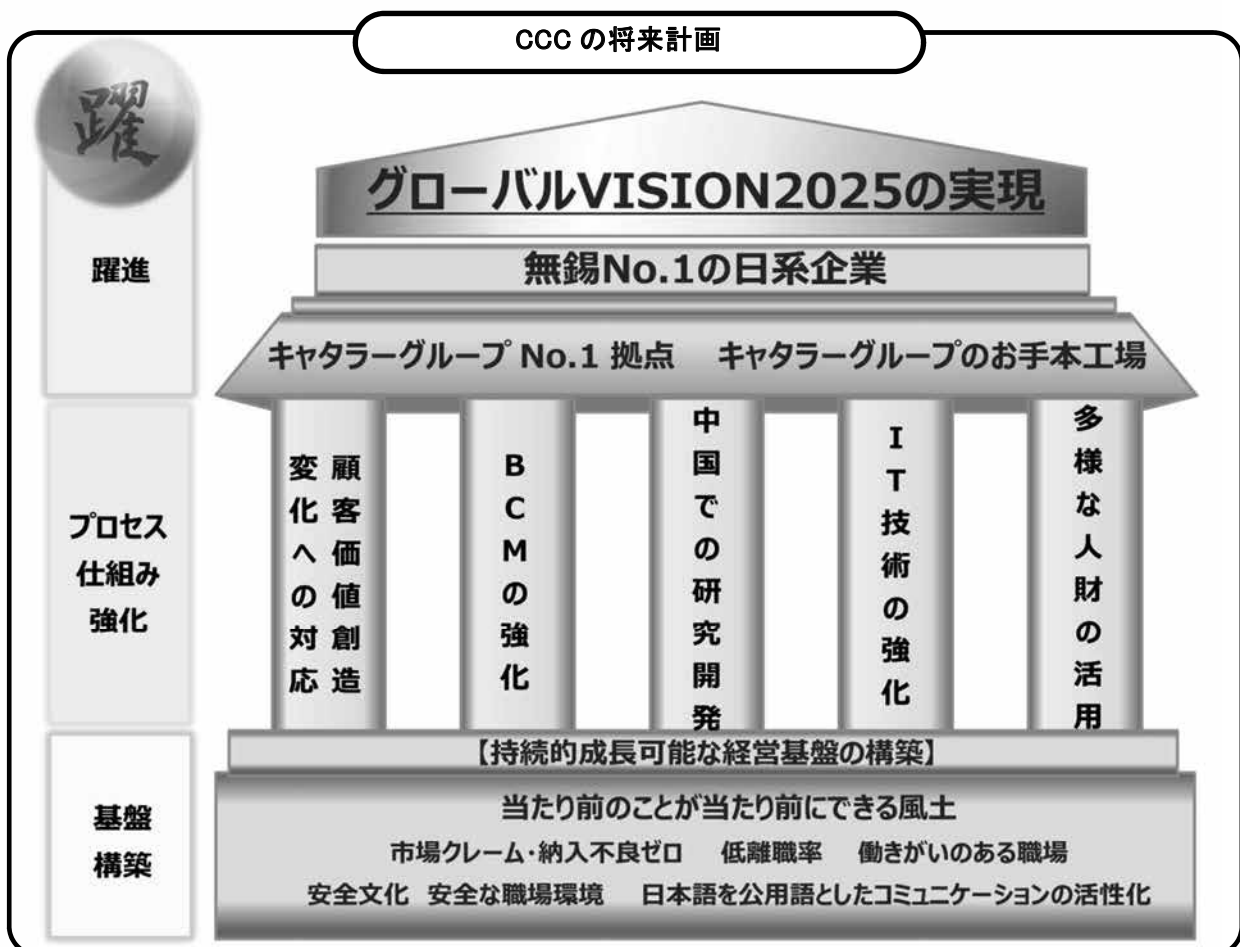 CCC の将来計画
躍
グローバルVISION2025の実現
無錫No.1の日系企業
キャタラーグループ No.1 拠点 キャタラーグループのお手本工場
躍進
顧客価値創造
変化への対応
BCMの強化
中国での研究開発
IT技術の強化
多様な人財の活用
プロセス
仕組み
強化
【持続的成長可能な経営基盤の構築】
当たり前のことが当たり前にできる風土
市場クレーム・納入不良ゼロ 低離職率 働きがいのある職場
安全文化 安全な職場環境 日本語を公用語としたコミュニケーションの活性化
基盤
構築